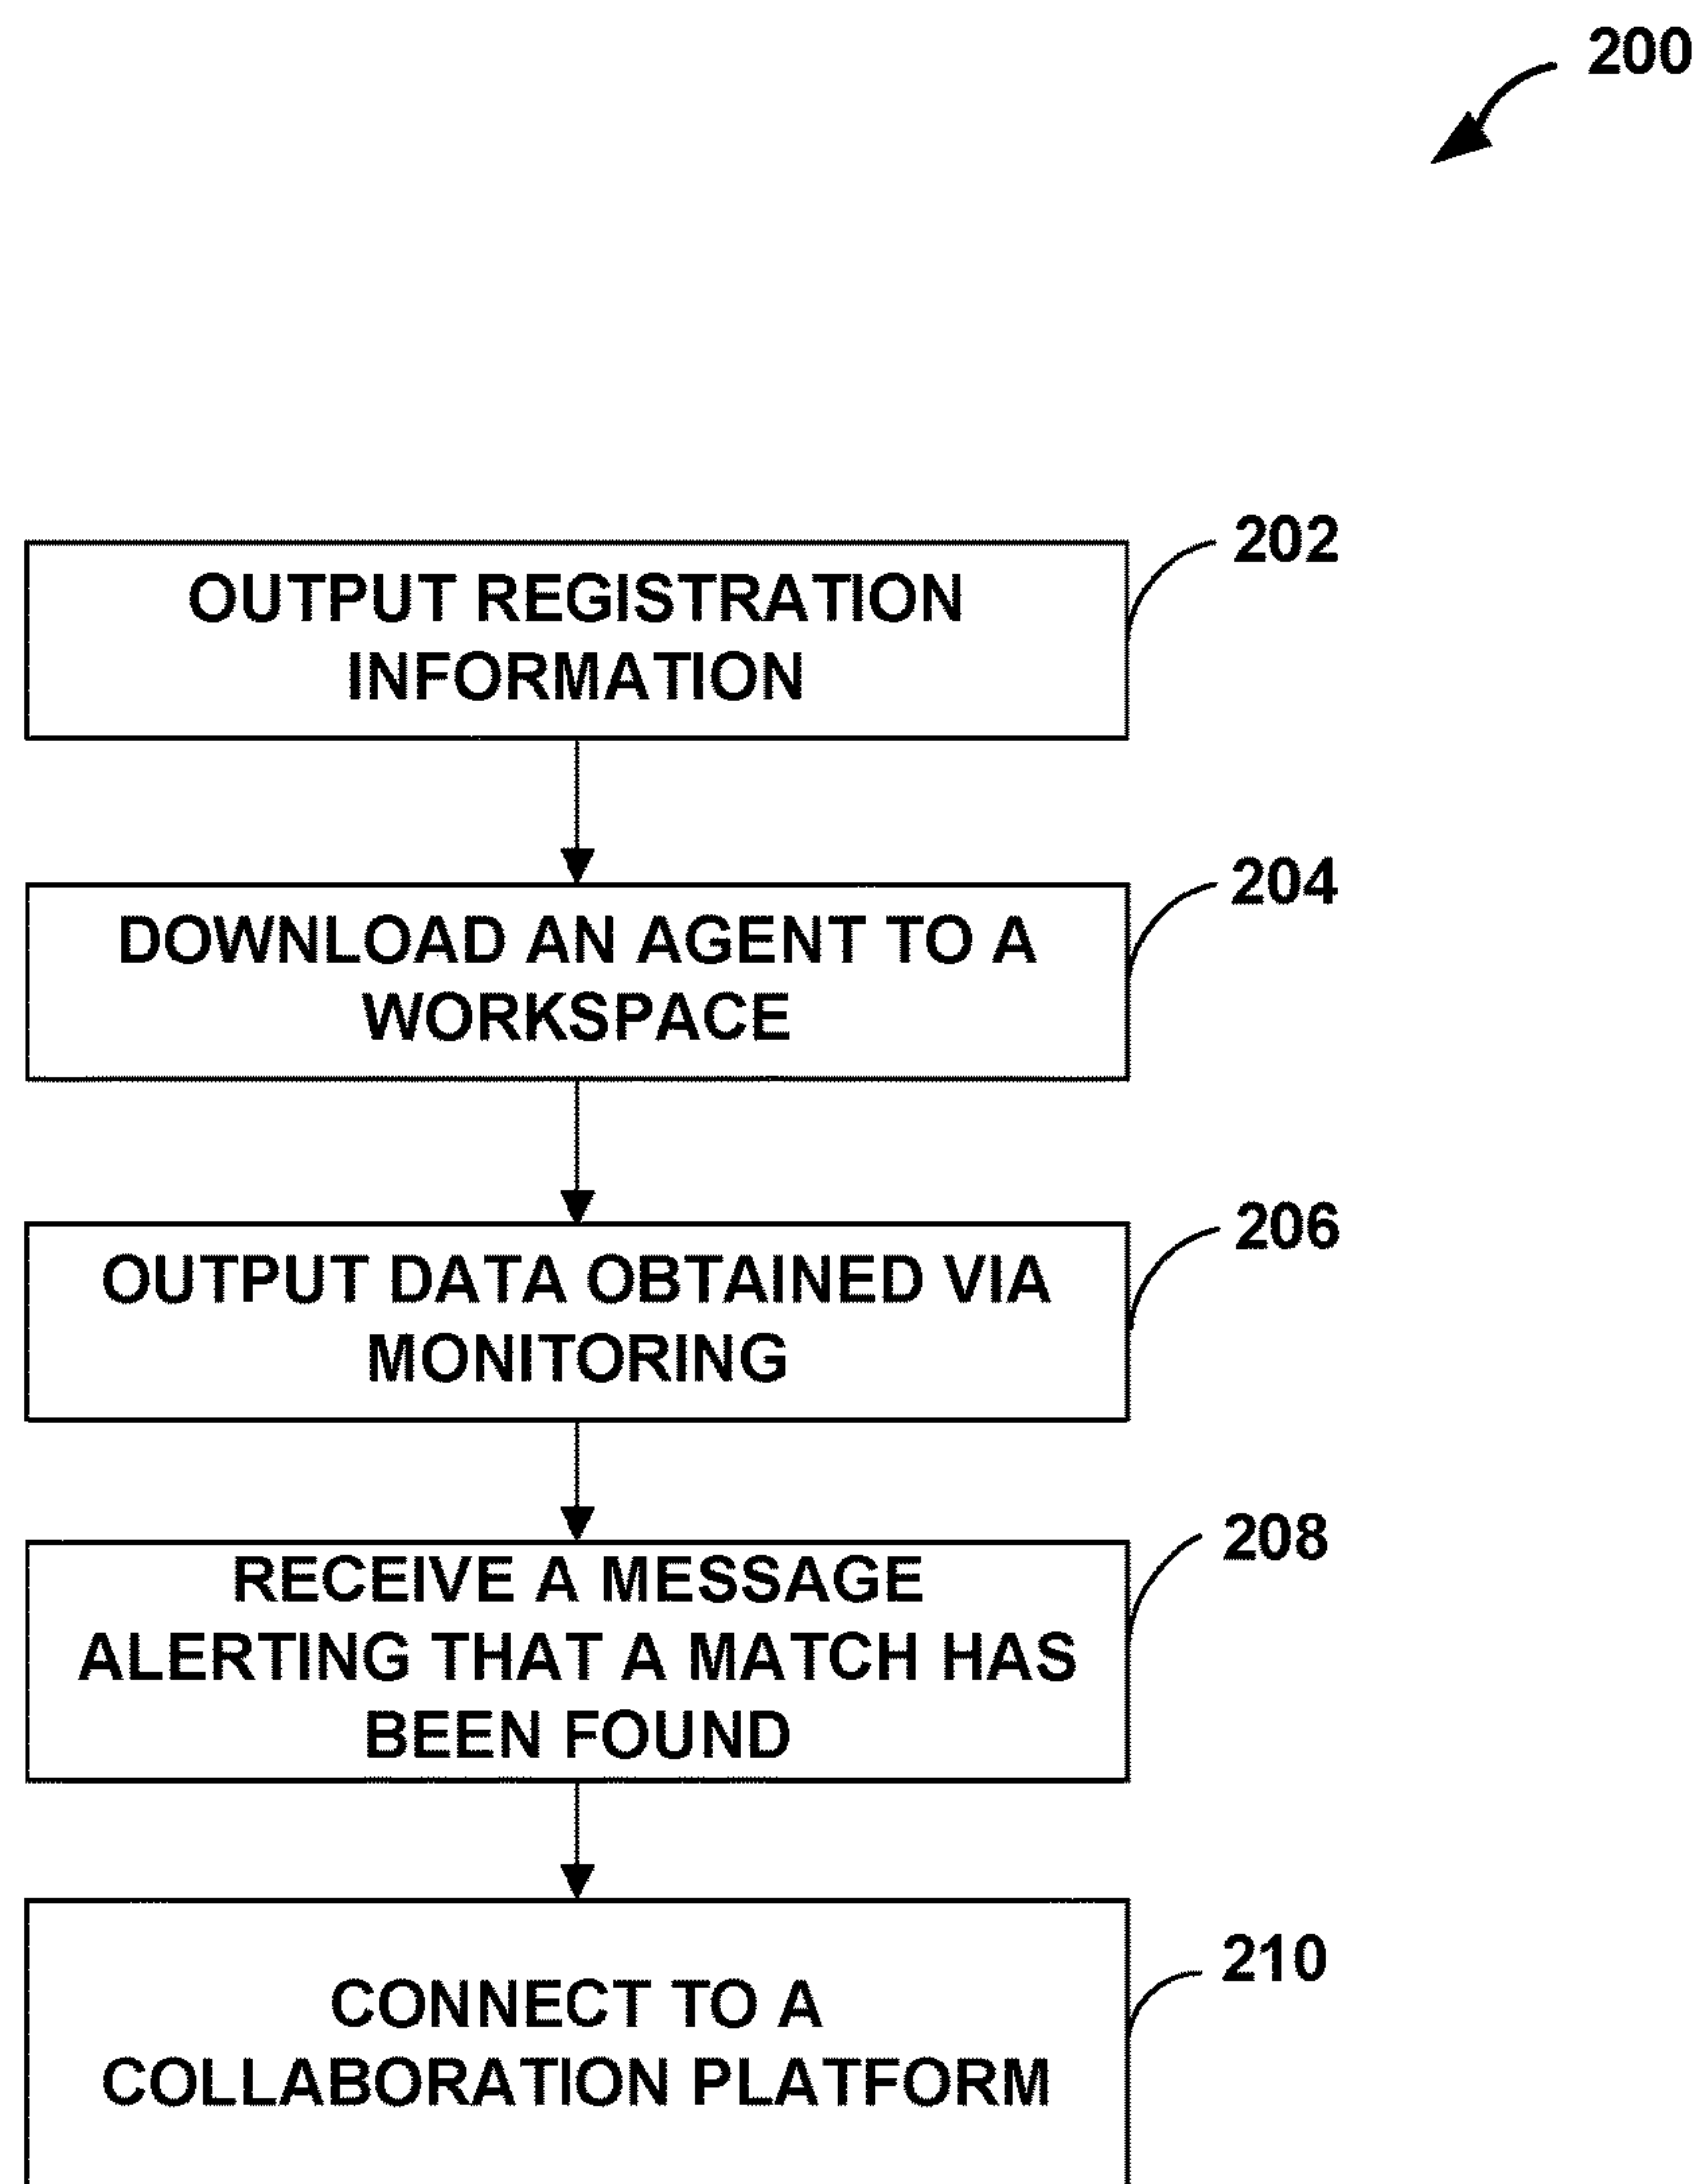 200
202
OUTPUT REGISTRATION
INFORMATION
204
DOWNLOAD AN AGENT TO A
WORKSPACE
206
OUTPUT DATA OBTAINED VIA
MONITORING
208
RECEIVE A MESSAGE
ALERTING THAT A MATCH HAS
BEEN FOUND
210
CONNECT TO A
COLLABORATION PLATFORM